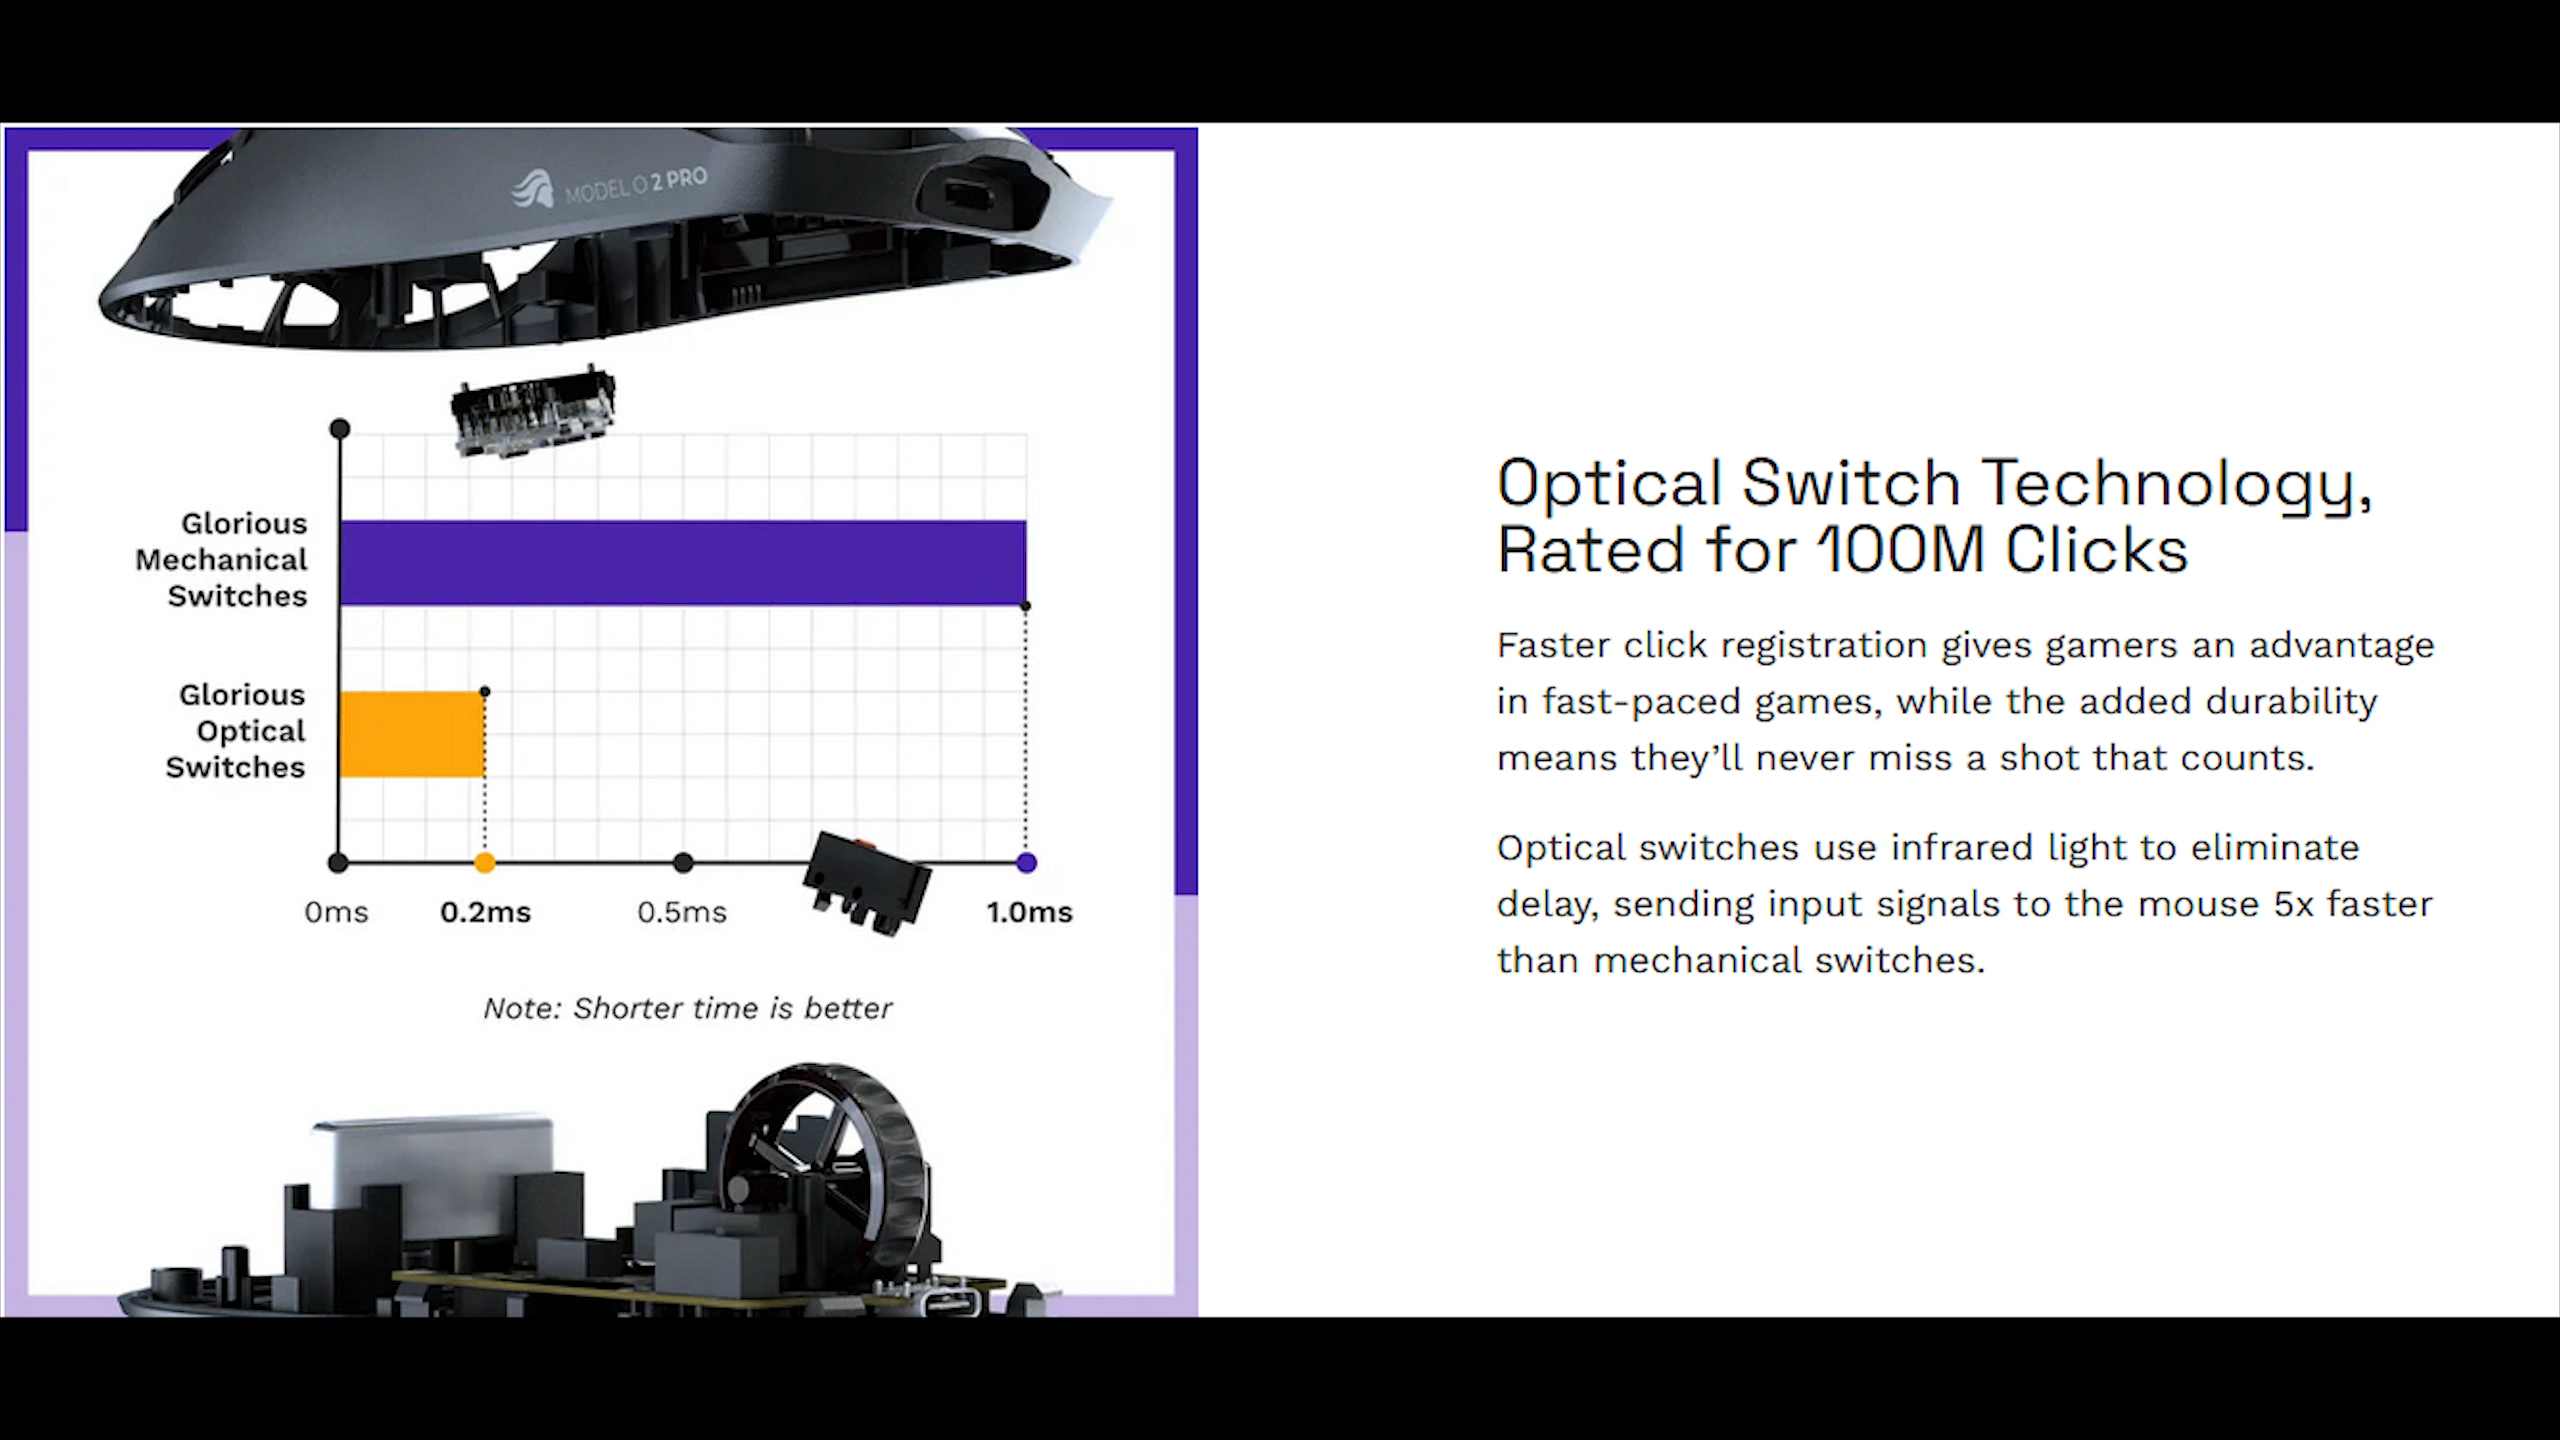 MODEL O 2 PRO
Glorious
Mechanical
Switches
Glorious
Optical
Switches
0ms
0.2ms
0.5ms
1.0ms
Note: Shorter time is better
Optical Switch Technology,
Rated for 100M Clicks
Faster click registration gives gamers an advantage
in fast-paced games, while the added durability
means they’ll never miss a shot that counts.
Optical switches use infrared light to eliminate
delay, sending input signals to the mouse 5x faster
than mechanical switches.